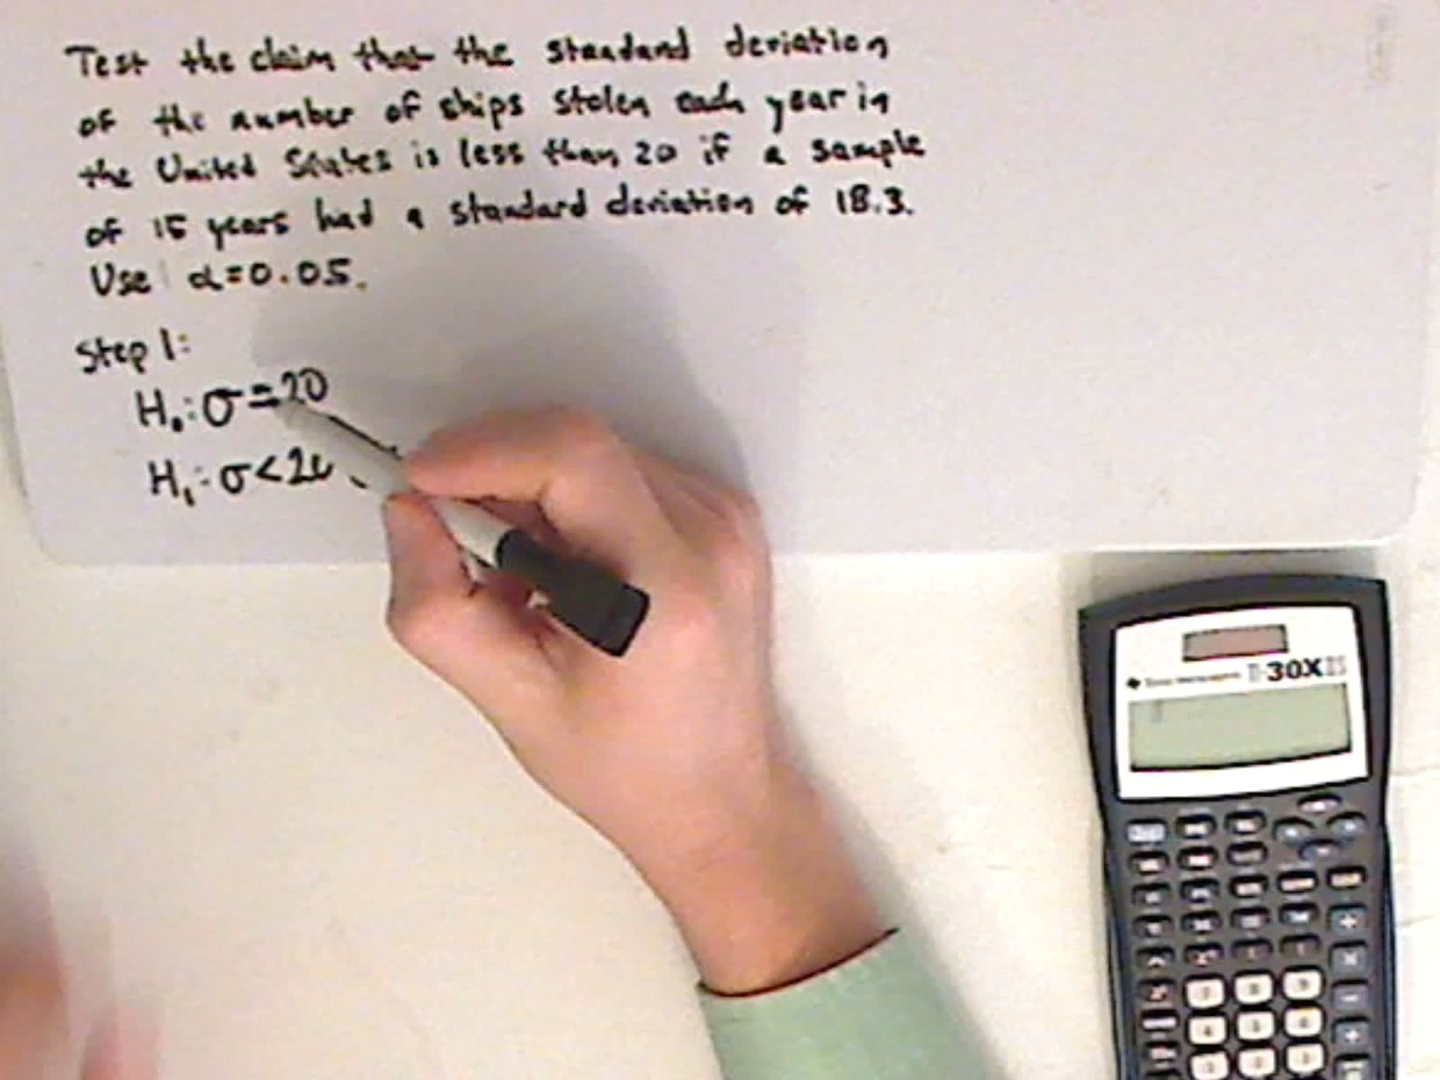 Test the claim that the standard deviation
of the number of ships stolen each year in
the United States is less than 20 if a sample
of 15 years had a standard deviation of 18.3.
Use α=0.05.
Step 1:
H₀:σ=20
H₁:σ<20
30X IIS